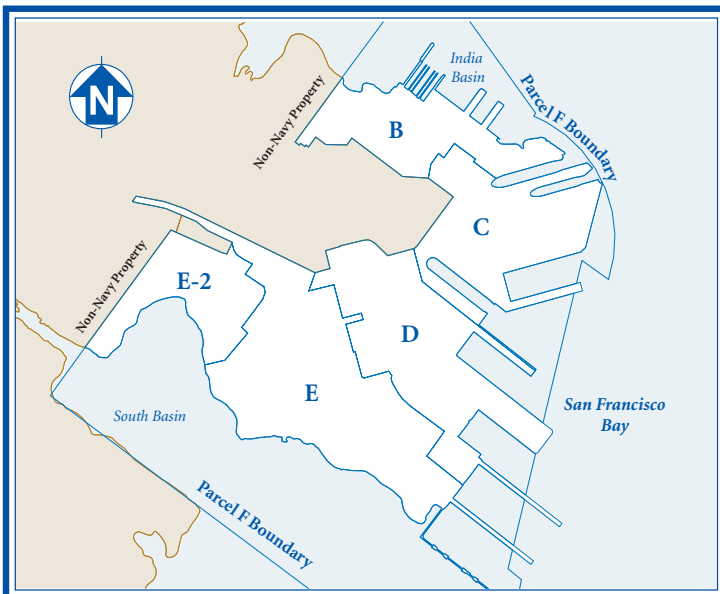 N
India
Basin
Parcel F Boundary
Non-Navy Property
B
C
Non-Navy Property
E-2
D
E
South Basin
San Francisco
Bay
Parcel F Boundary